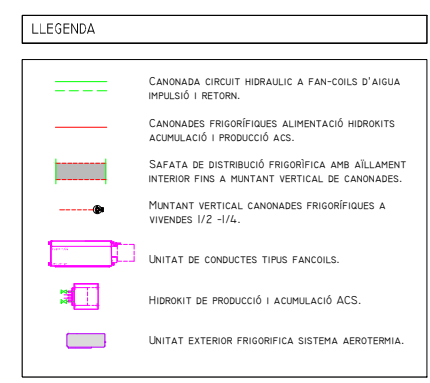 LLEGENDA
CANONADA CIRCUIT HIDRAULIC A FAN-COILS D'AIGUA
IMPULSIÓ I RETORN.
CANONADES FRIGORÍFIQUES ALIMENTACIÓ HIDROKITS
ACUMULACIÓ I PRODUCCIÓ ACS.
SAFATA DE DISTRIBUCIÓ FRIGORÌFICA AMB AÏLLAMENT
INTERIOR FINS A MUNTANT VERTICAL DE CANONADES.
MUNTANT VERTICAL CANONADES FRIGORÍFIQUES A
VIVENDES 1/2 -1/4.
UNITAT DE CONDUCTES TIPUS FANCOILS.
HIDROKIT DE PRODUCCIÓ I ACUMULACIÓ ACS.
UNITAT EXTERIOR FRIGORIFICA SISTEMA AEROTERMIA.